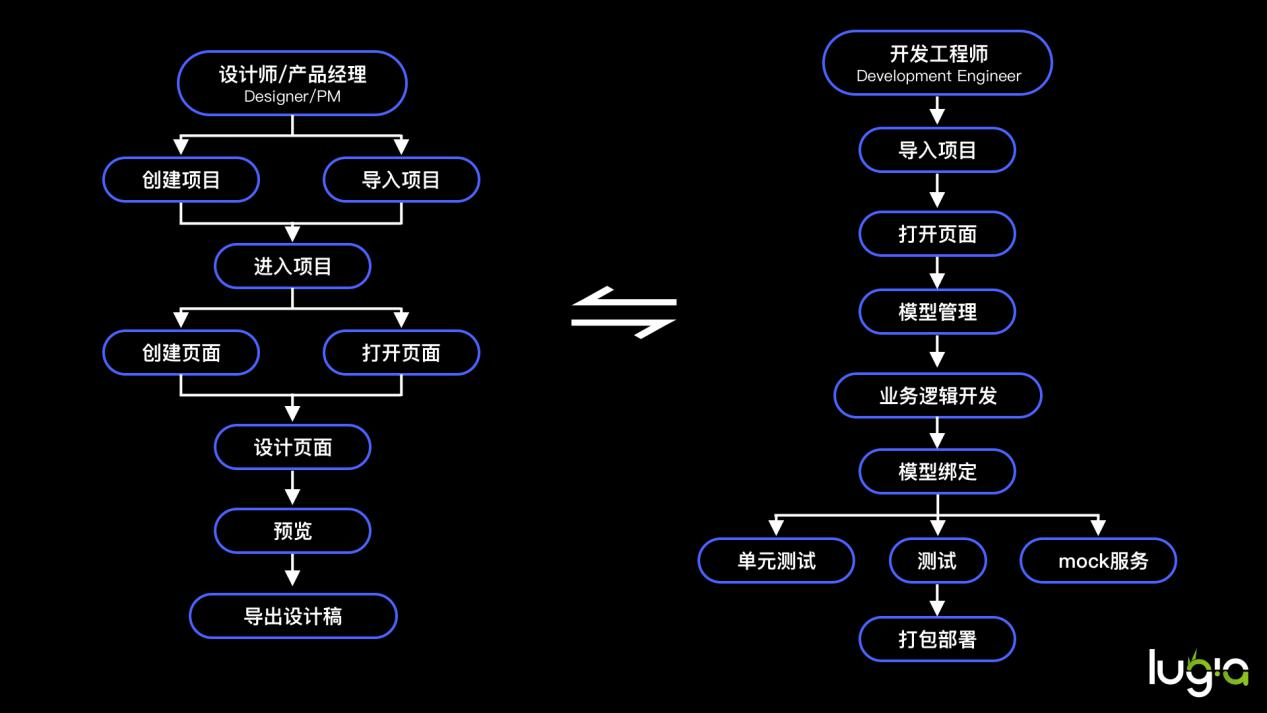 设计师/产品经理
Designer/PM
创建项目
导入项目
进入项目
创建页面
打开页面
设计页面
预览
导出设计稿
开发工程师
Development Engineer
导入项目
打开页面
模型管理
业务逻辑开发
模型绑定
单元测试
测试
mock服务
打包部署
lugia